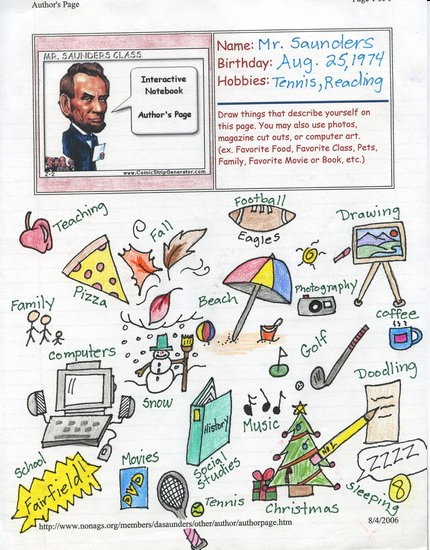 Author's Page
MR. SAUNDERS CLASS
Interactive
Notebook
Author's Page
www.ComicStripGenerator.com
Name: Mr. Saunders
Birthday: Aug. 25, 1974
Hobbies: Tennis, Reading
Draw things that describe yourself on
this page. You may also use photos,
magazine cut outs, or computer art.
(ex. Favorite Food, Favorite Class, Pets,
Family, Favorite Movie or Book, etc.)
Teaching
Fall
Football
Eagles
Drawing
Pizza
Beach
Photography
Family
Coffee
Computers
Golf
Snow
Doodling
History
Music
School
Fairfield!
Movies
DVD
Social
Studies
Tennis
Christmas
No. 2
ZZZZ
Sleeping
8
http://www.nonags.org/members/dasaunders/other/author/authorpage.htm
8/4/2006